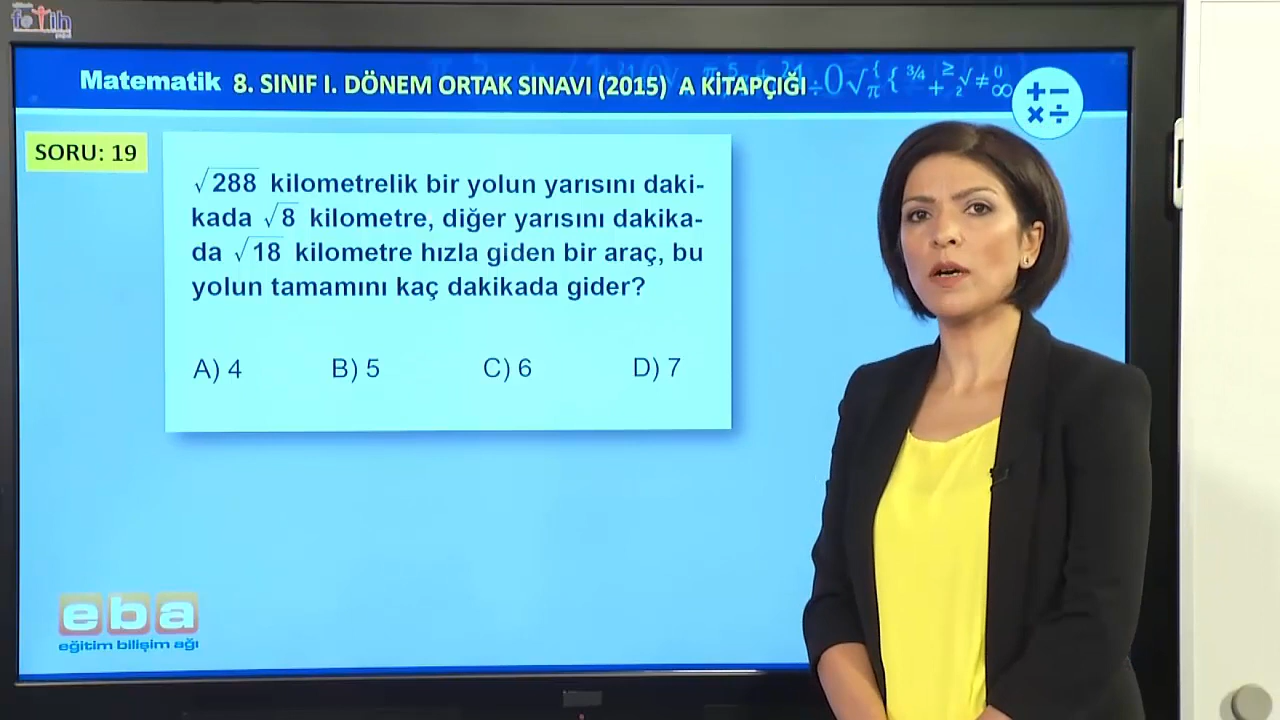 fatih
Matematik 8. SINIF I. DÖNEM ORTAK SINAVI (2015) A KİTAPÇIĞI
SORU: 19
√288 kilometrelik bir yolun yarısını daki-
kada √8 kilometre, diğer yarısını dakika-
da √18 kilometre hızla giden bir araç, bu
yolun tamamını kaç dakikada gider?
A) 4 B) 5 C) 6 D) 7
eba
eğitim bilişim ağı